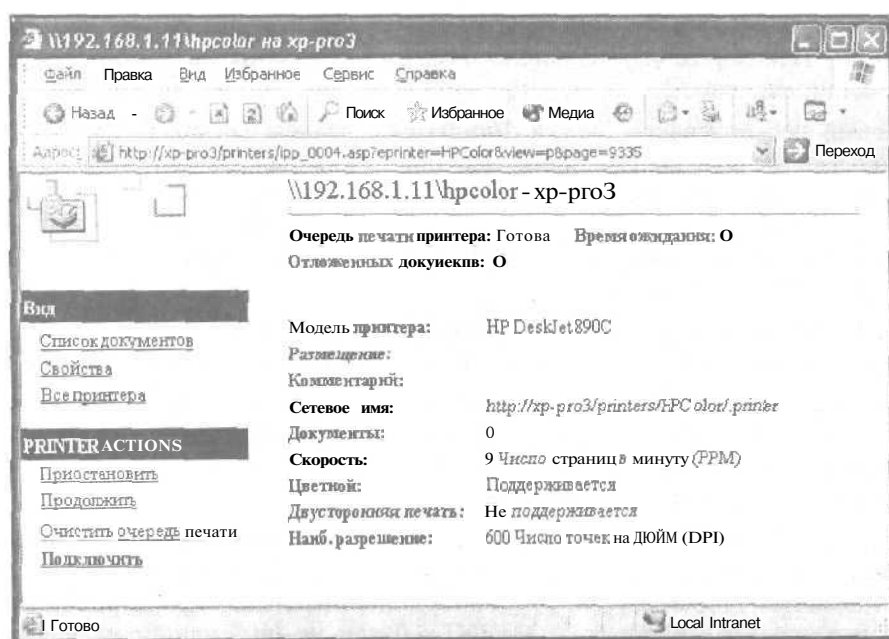 \\192.168.1.11\hpcolor на xp-pro3
Файл Правка Вид Избранное Сервис Справка
Назад - Поиск Избранное Медиа
Адрес: http://xp-pro3/printers/ipp_0004.asp?eprinter=HPColor&view=p&page=9335 Переход
\\192.168.1.11\hpcolor - xp-pro3
Очередь печати принтера: Готова Время ожидания: О
Отложенных докуиекпв: О
Вид
Список документов
Свойства
Все принтера
PRINTER ACTIONS
Приостановить
Продолжить
Очистить очередь печати
Подключить
Модель принтера: HP DeskJet 890C
Размещение:
Комментарий:
Сетевое имя: http://xp-pro3/printers/HPColor/.printer
Документы: 0
Скорость: 9 Число страниц в минуту (PPM)
Цветной: Поддерживается
Двусторонняя печать: Не поддерживается
Наиб. разрешение: 600 Число точек на ДЮЙМ (DPI)
Готово Local Intranet